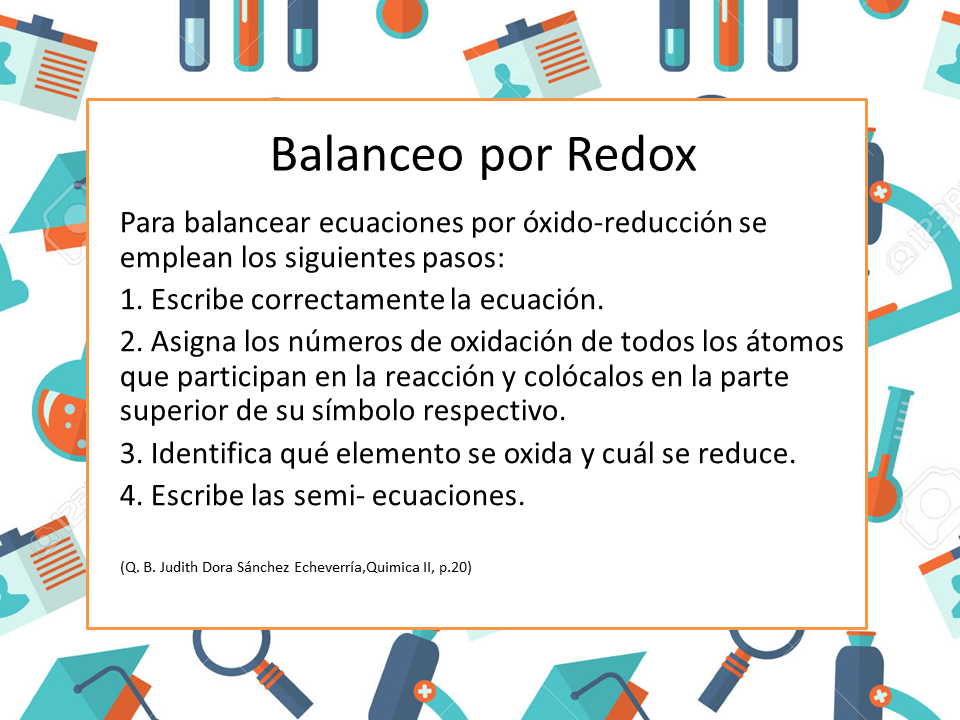 Balanceo por Redox
Para balancear ecuaciones por óxido-reducción se
emplean los siguientes pasos:
1. Escribe correctamente la ecuación.
2. Asigna los números de oxidación de todos los átomos
que participan en la reacción y colócalos en la parte
superior de su símbolo respectivo.
3. Identifica qué elemento se oxida y cuál se reduce.
4. Escribe las semi- ecuaciones.
(Q. B. Judith Dora Sánchez Echeverría,Quimica II, p.20)